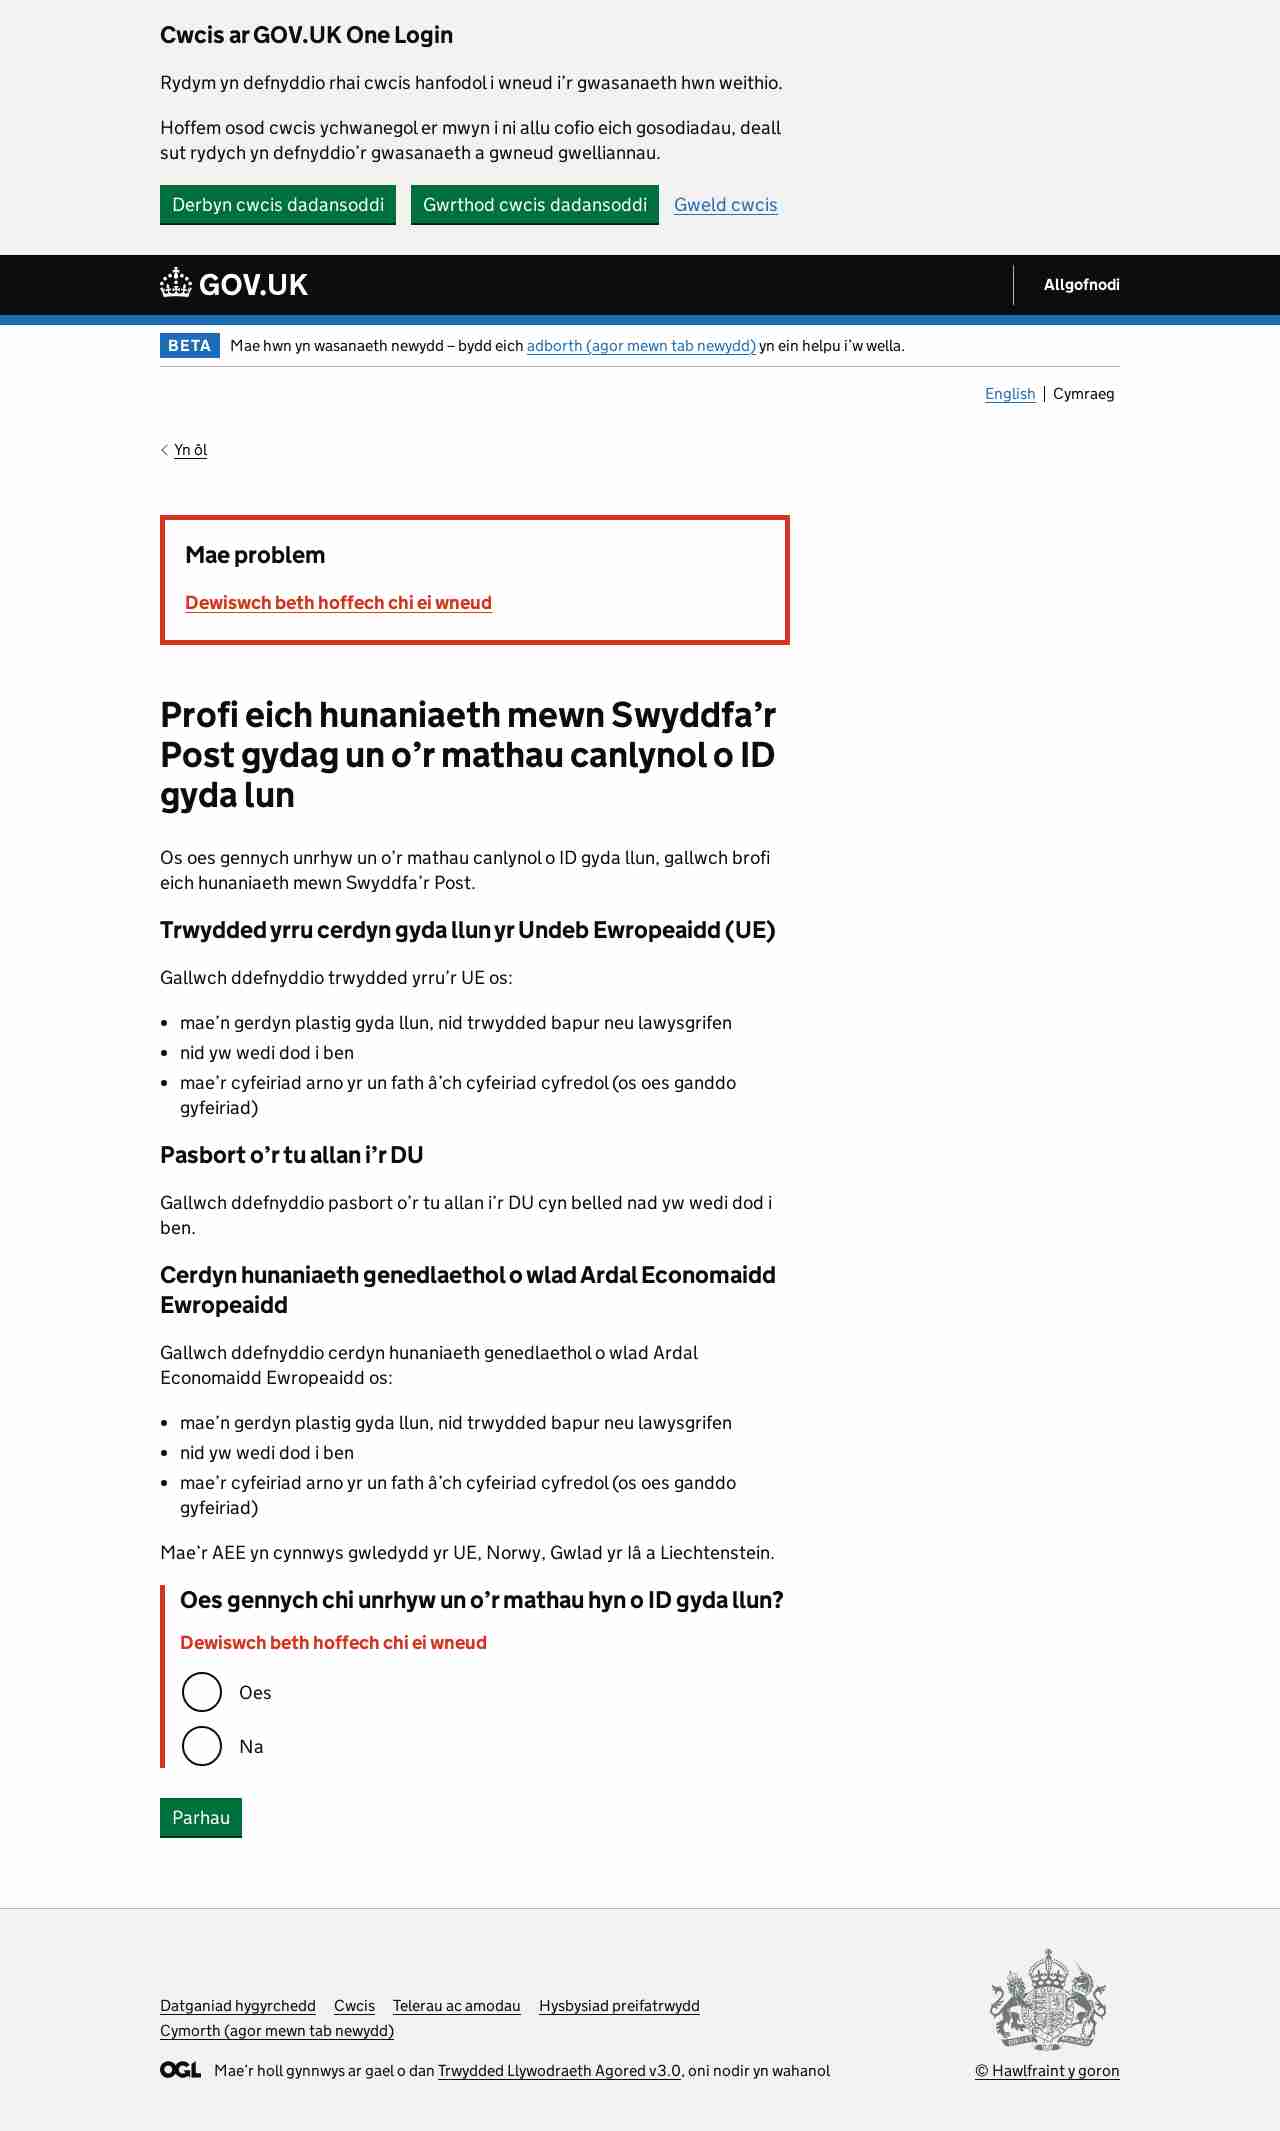 Cwcis ar GOV.UK One Login
Rydym yn defnyddio rhai cwcis hanfodol i wneud i’r gwasanaeth hwn weithio.
Hoffem osod cwcis ychwanegol er mwyn i ni allu cofio eich gosodiadau, deall
sut rydych yn defnyddio’r gwasanaeth a gwneud gwelliannau.
Derbyn cwcis dadansoddi Gwrthod cwcis dadansoddi Gweld cwcis
GOV.UK Allgofnodi
BETA Mae hwn yn wasanaeth newydd – bydd eich adborth (agor mewn tab newydd) yn ein helpu i’w wella.
English Cymraeg
Yn ôl
Mae problem
Dewiswch beth hoffech chi ei wneud
Profi eich hunaniaeth mewn Swyddfa’r
Post gydag un o’r mathau canlynol o ID
gyda lun
Os oes gennych unrhyw un o’r mathau canlynol o ID gyda llun, gallwch brofi
eich hunaniaeth mewn Swyddfa’r Post.
Trwydded yrru cerdyn gyda llun yr Undeb Ewropeaidd (UE)
Gallwch ddefnyddio trwydded yrru’r UE os:
• mae’n gerdyn plastig gyda llun, nid trwydded bapur neu lawysgrifen
• nid yw wedi dod i ben
• mae’r cyfeiriad arno yr un fath â’ch cyfeiriad cyfredol (os oes ganddo
gyfeiriad)
Pasbort o’r tu allan i’r DU
Gallwch ddefnyddio pasbort o’r tu allan i’r DU cyn belled nad yw wedi dod i
ben.
Cerdyn hunaniaeth genedlaethol o wlad Ardal Economaidd
Ewropeaidd
Gallwch ddefnyddio cerdyn hunaniaeth genedlaethol o wlad Ardal
Economaidd Ewropeaidd os:
• mae’n gerdyn plastig gyda llun, nid trwydded bapur neu lawysgrifen
• nid yw wedi dod i ben
• mae’r cyfeiriad arno yr un fath â’ch cyfeiriad cyfredol (os oes ganddo
gyfeiriad)
Mae’r AEE yn cynnwys gwledydd yr UE, Norwy, Gwlad yr Iâ a Liechtenstein.
Oes gennych chi unrhyw un o’r mathau hyn o ID gyda llun?
Dewiswch beth hoffech chi ei wneud
Oes
Na
Parhau
Datganiad hygyrchedd Cwcis Telerau ac amodau Hysbysiad preifatrwydd
Cymorth (agor mewn tab newydd)
OGL Mae’r holl gynnwys ar gael o dan Trwydded Llywodraeth Agored v3.0, oni nodir yn wahanol
© Hawlfraint y goron